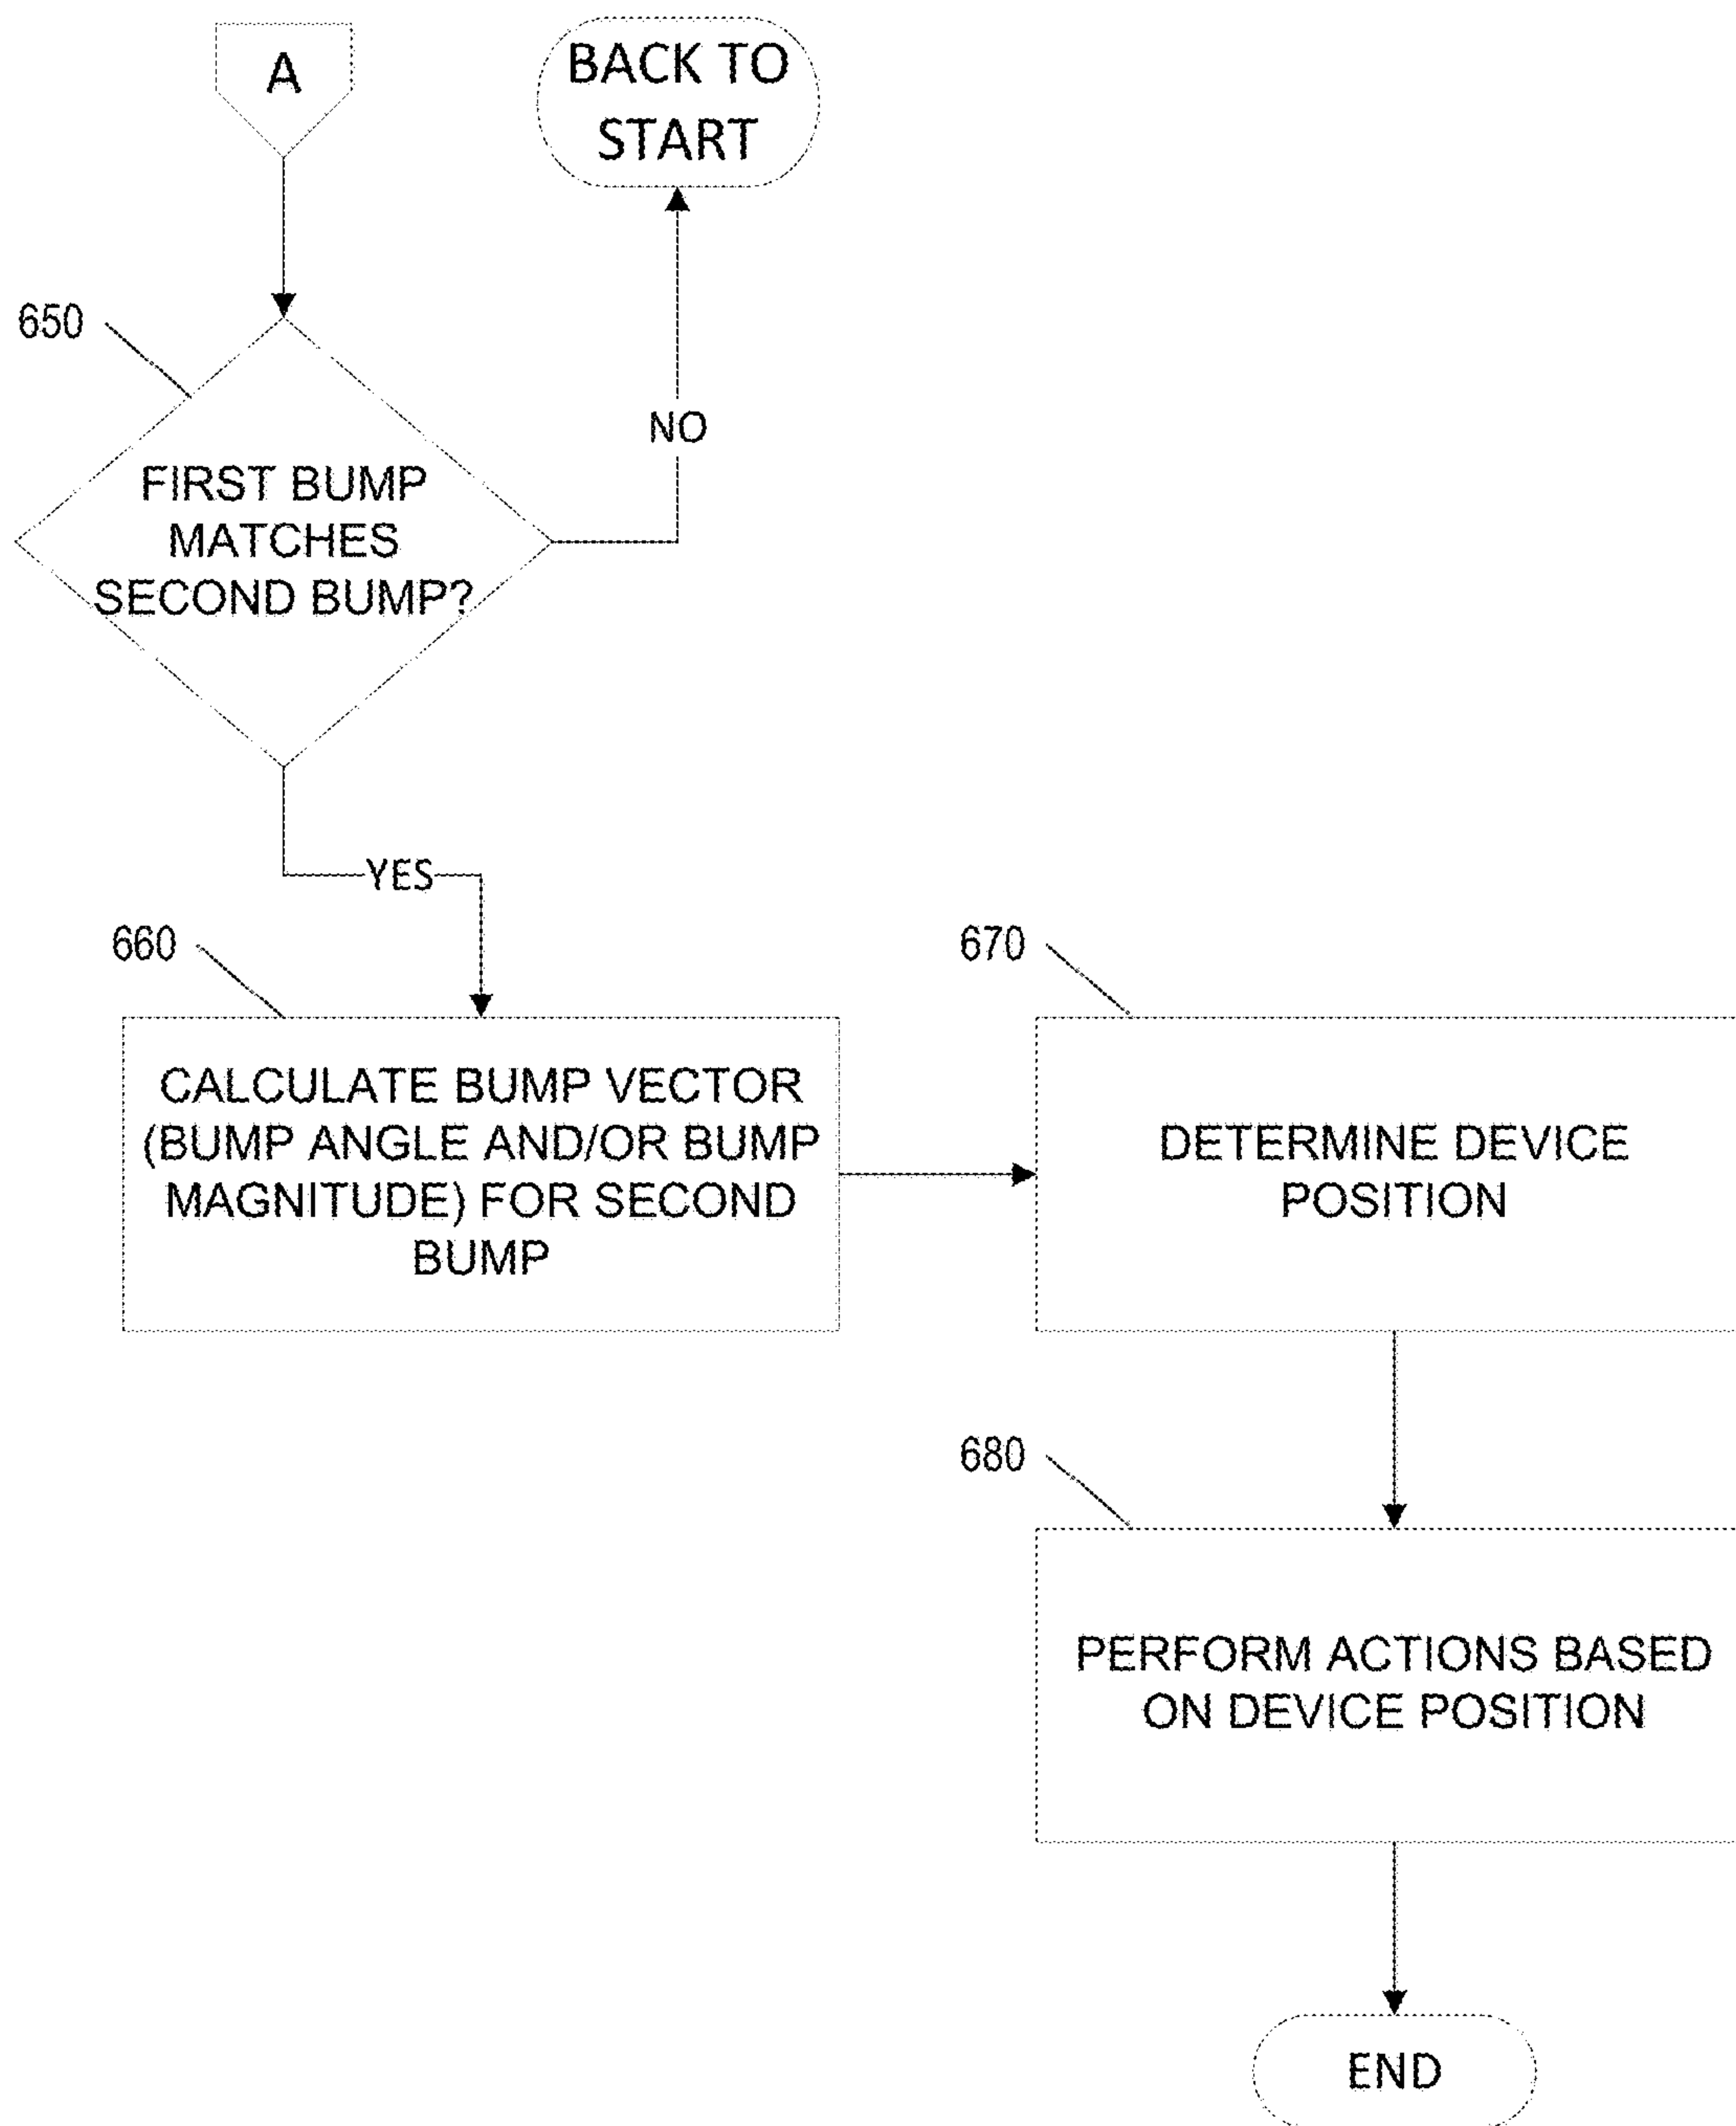 A
BACK TO
START
650
NO
FIRST BUMP
MATCHES
SECOND BUMP?
YES
660
CALCULATE BUMP VECTOR
(BUMP ANGLE AND/OR BUMP
MAGNITUDE) FOR SECOND
BUMP
670
DETERMINE DEVICE
POSITION
680
PERFORM ACTIONS BASED
ON DEVICE POSITION
END